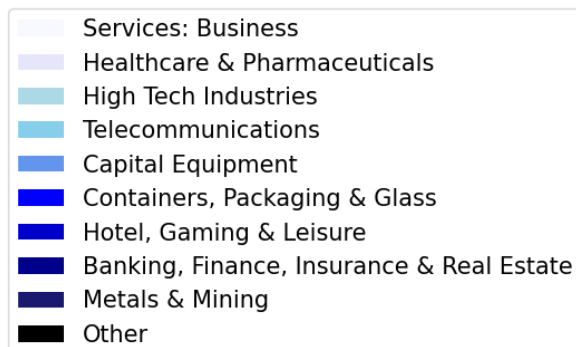 Services: Business
Healthcare & Pharmaceuticals
High Tech Industries
Telecommunications
Capital Equipment
Containers, Packaging & Glass
Hotel, Gaming & Leisure
Banking, Finance, Insurance & Real Estate
Metals & Mining
Other